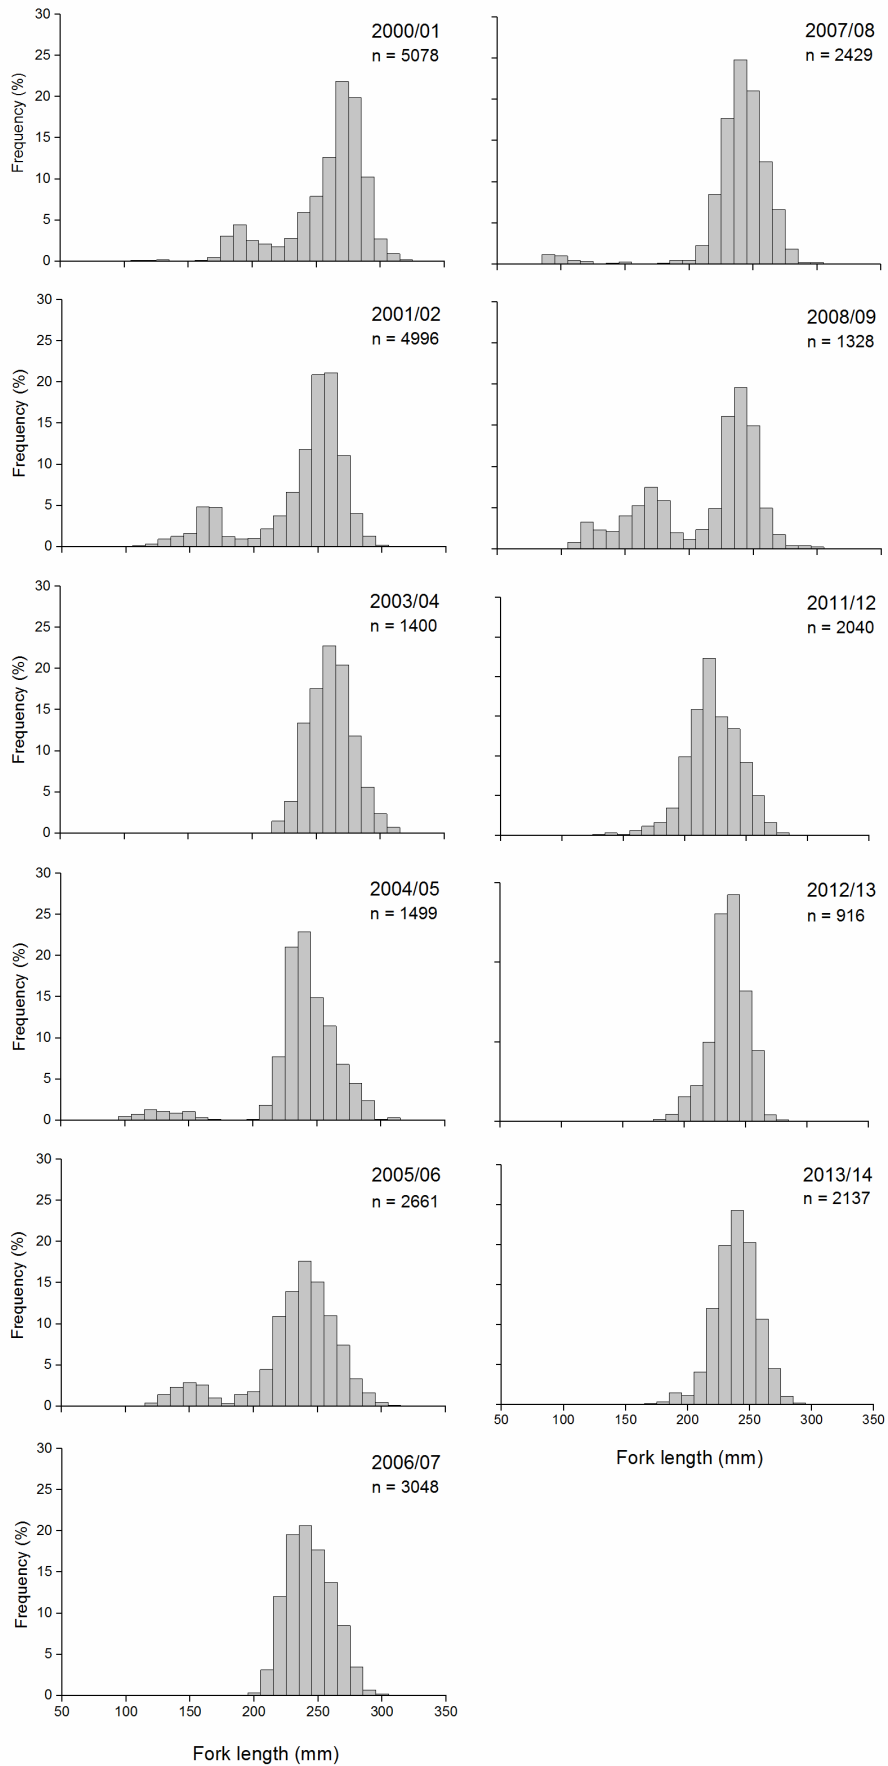 2000/01
n = 5078
Frequency (%)
30
25
20
15
10
5
0
2001/02
n = 4996
Frequency (%)
30
25
20
15
10
5
0
2003/04
n = 1400
Frequency (%)
30
25
20
15
10
5
0
2004/05
n = 1499
Frequency (%)
30
25
20
15
10
5
0
2005/06
n = 2661
Frequency (%)
30
25
20
15
10
5
0
2006/07
n = 3048
Frequency (%)
30
25
20
15
10
5
0
50 100 150 200 250 300 350
Fork length (mm)
2007/08
n = 2429
2008/09
n = 1328
2011/12
n = 2040
2012/13
n = 916
2013/14
n = 2137
50 100 150 200 250 300 350
Fork length (mm)